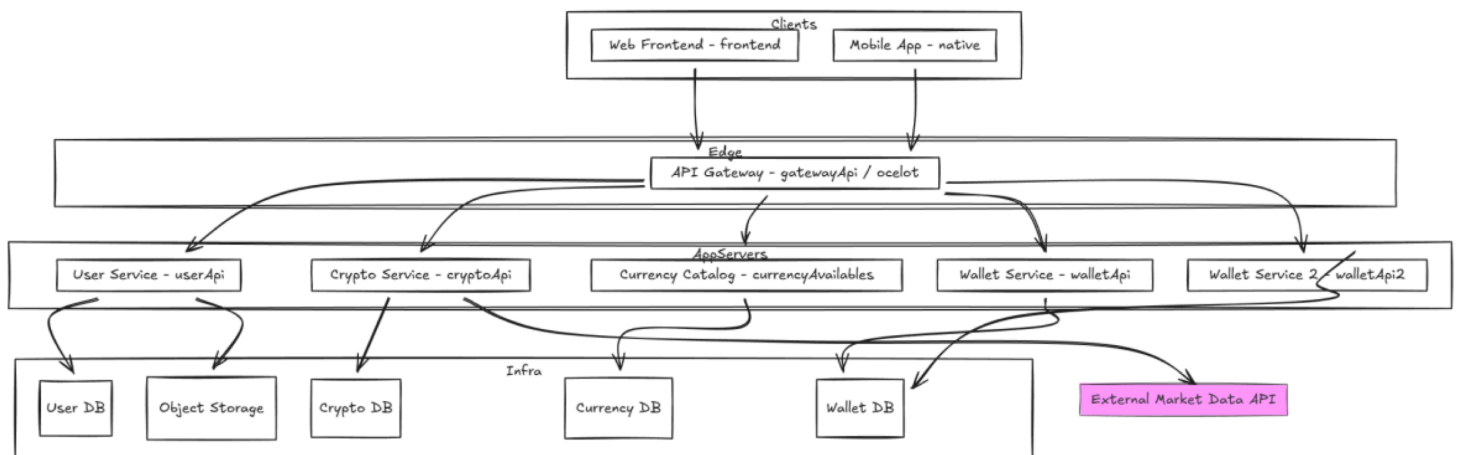 Clients
Web Frontend - frontend
Mobile App - native
Edge
API Gateway - gatewayApi / ocelot
AppServers
User Service - userApi
Crypto Service - cryptoApi
Currency Catalog - currencyAvailables
Wallet Service - walletApi
Wallet Service 2 - walletApi2
Infra
User DB
Object Storage
Crypto DB
Currency DB
Wallet DB
External Market Data API